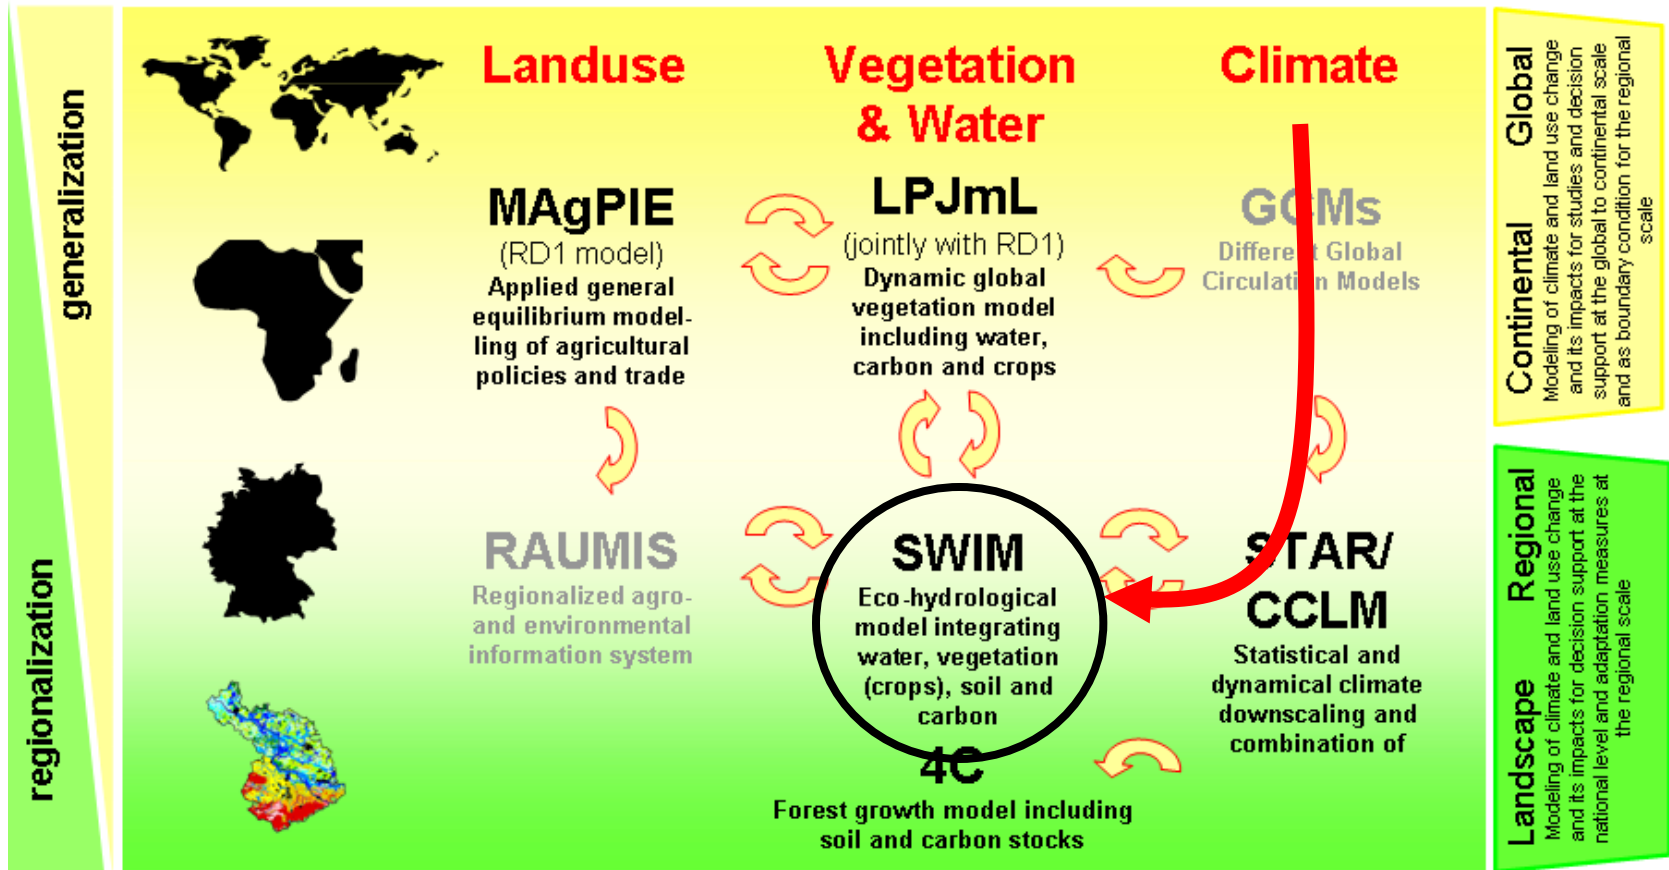 generalization
regionalization
Landuse
Vegetation
& Water
Climate
MAgPIE
(RD1 model)
Applied general
equilibrium model-
ling of agricultural
policies and trade
LPJmL
(jointly with RD1)
Dynamic global
vegetation model
including water,
carbon and crops
GCMs
Different Global
Circulation Models
RAUMIS
Regionalized agro-
and environmental
information system
SWIM
Eco-hydrological
model integrating
water, vegetation
(crops), soil and
carbon
STAR/
CCLM
Statistical and
dynamical climate
downscaling and
combination of
4C
Forest growth model including
soil and carbon stocks
Continental Global
Modeling of climate and land use change
and its impacts for studies and decision
support at the global to continental scale
and as boundary condition for the regional
scale
Landscape Regional
Modeling of climate and land use change
and its impacts for decision support at the
national level and adaptation measures at
the regional scale